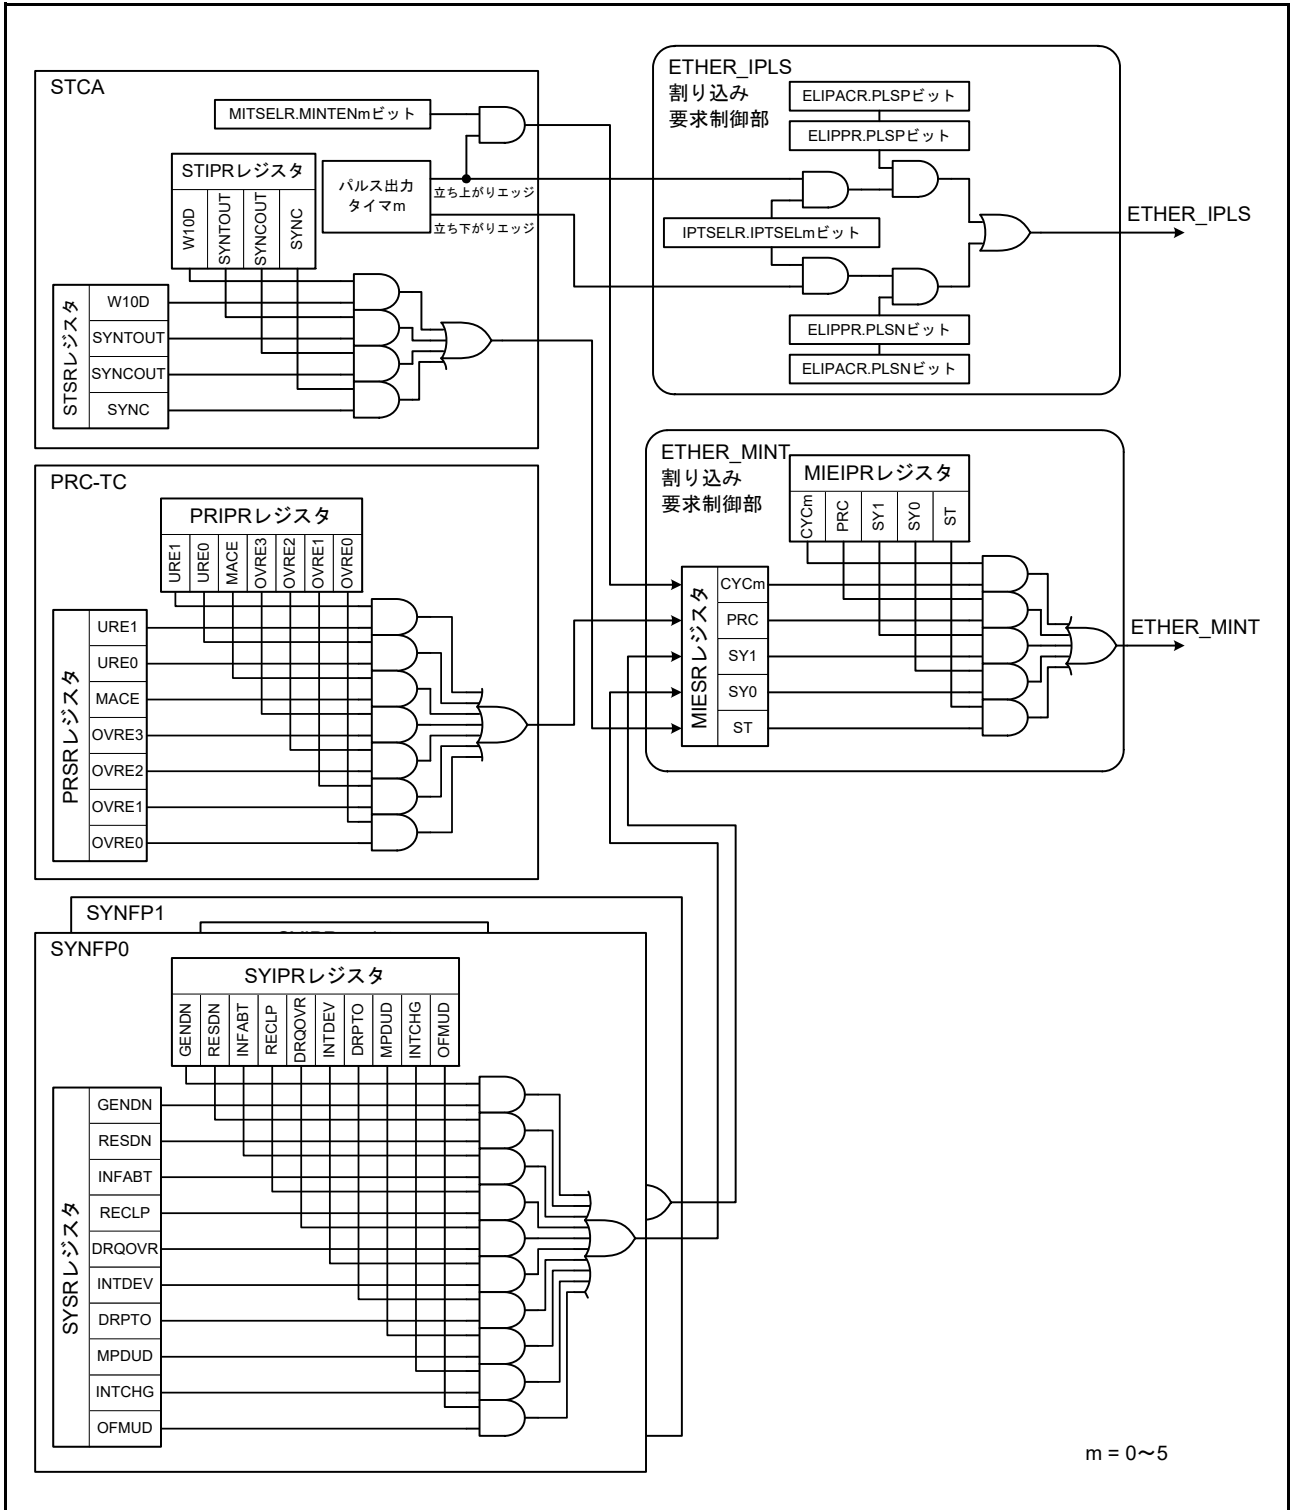 STCA
MITSELR.MINTENmビット
STIPRレジスタ
W10D
SYNTOUT
SYNCOUT
SYNC
パルス出力
タイマm
立ち上がりエッジ
立ち下がりエッジ
STSRレジスタ
W10D
SYNTOUT
SYNCOUT
SYNC
ETHER_IPLS
割り込み
要求制御部
ELIPACR.PLSPビット
ELIPPR.PLSPビット
IPTSELR.IPTSELmビット
ELIPPR.PLSNビット
ELIPACR.PLSNビット
ETHER_IPLS
PRC-TC
PRIPRレジスタ
URE1
URE0
MACE
OVRE3
OVRE2
OVRE1
OVRE0
PRSRレジスタ
URE1
URE0
MACE
OVRE3
OVRE2
OVRE1
OVRE0
ETHER_MINT
割り込み
要求制御部
MIEIPRレジスタ
CYCm
PRC
SY1
SY0
ST
MIESRレジスタ
CYCm
PRC
SY1
SY0
ST
ETHER_MINT
SYNFP1
SYNFP0
SYIPRレジスタ
GENDN
RESDN
INFABT
RECLP
DRQOVR
INTDEV
DRPTO
MPDUD
INTCHG
OFMUD
SYSRレジスタ
GENDN
RESDN
INFABT
RECLP
DRQOVR
INTDEV
DRPTO
MPDUD
INTCHG
OFMUD
m = 0～5